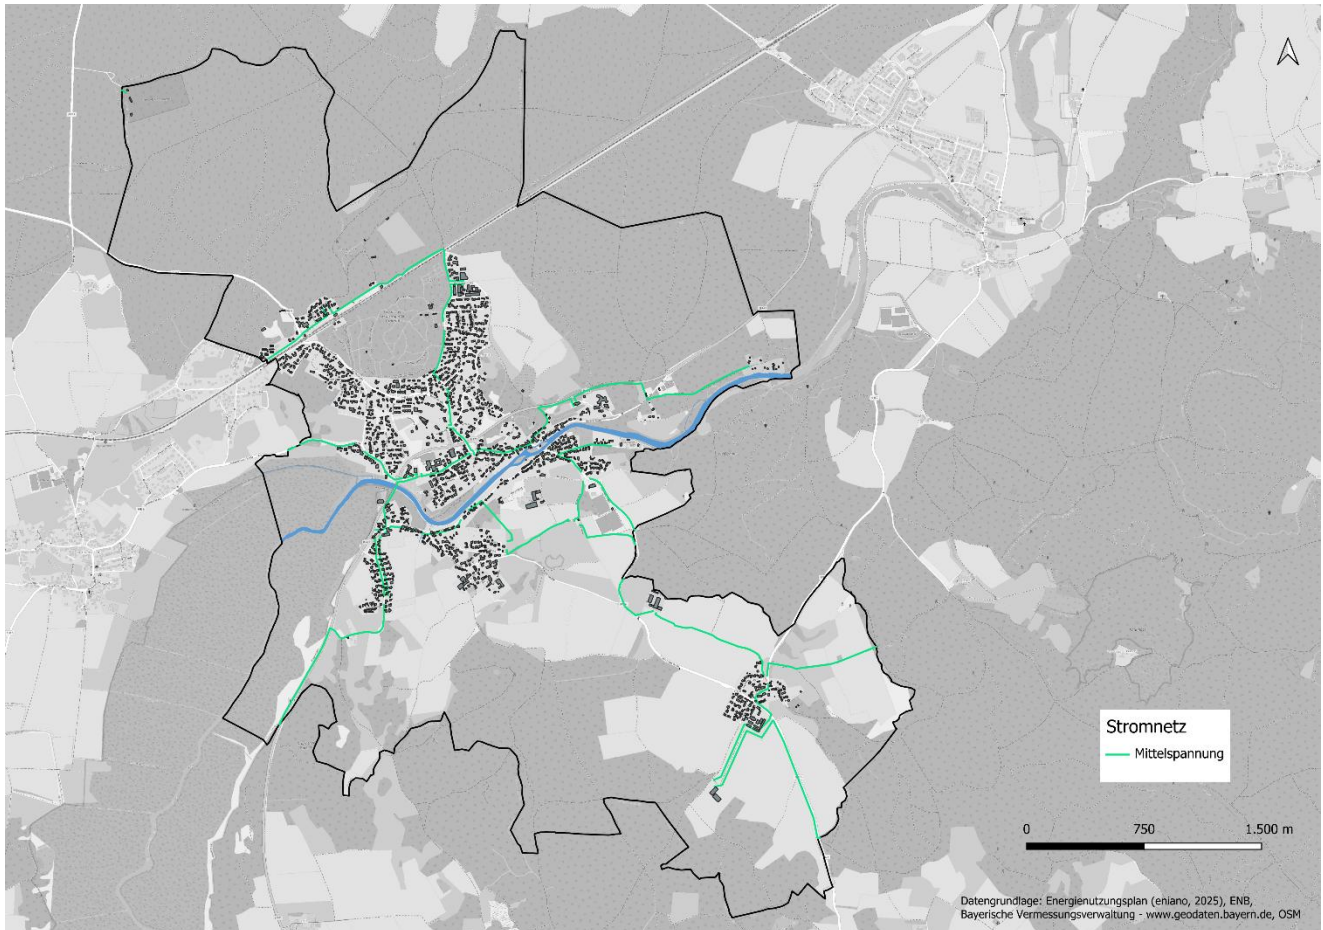 Stromnetz
Mittelspannung
0 750 1.500 m
Datengrundlage: Energienutzungsplan (eniano, 2025), ENB,
Bayerische Vermessungsverwaltung - www.geodaten.bayern.de, OSM